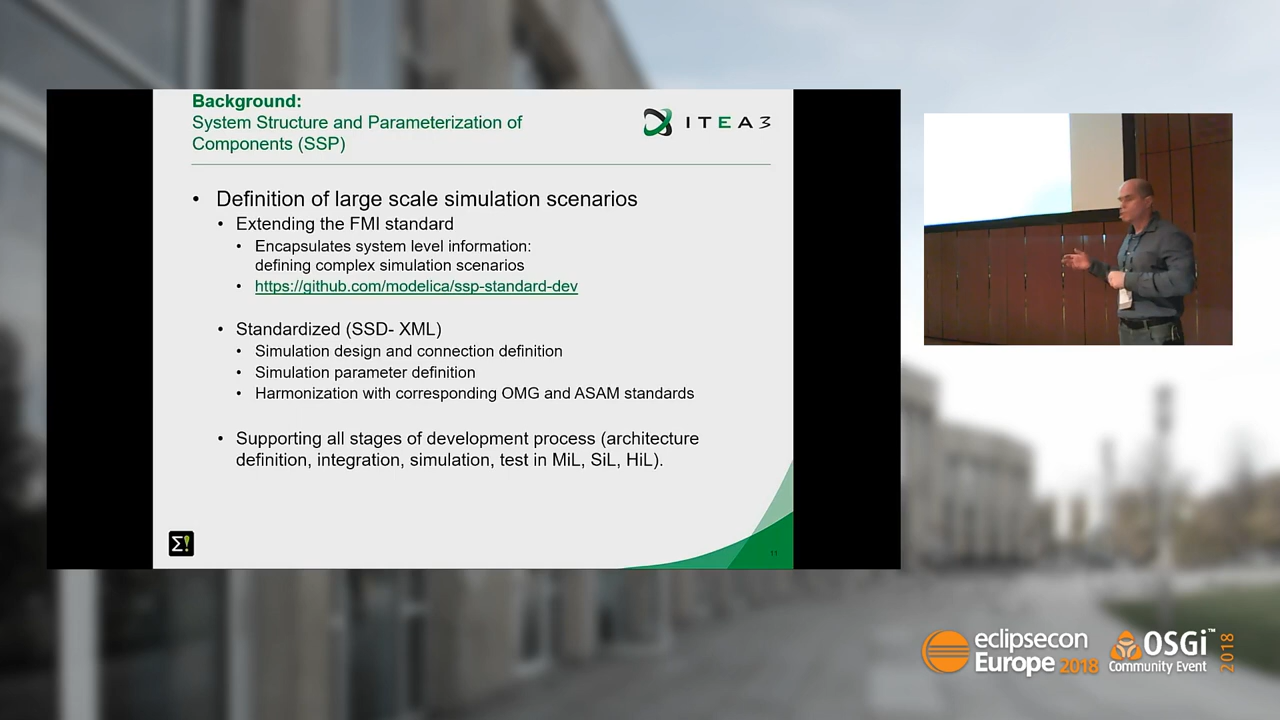 Background:
System Structure and Parameterization of
Components (SSP)
ITEA3
• Definition of large scale simulation scenarios
• Extending the FMI standard
• Encapsulates system level information:
defining complex simulation scenarios
• https://github.com/modelica/ssp-standard-dev
• Standardized (SSD- XML)
• Simulation design and connection definition
• Simulation parameter definition
• Harmonization with corresponding OMG and ASAM standards
• Supporting all stages of development process (architecture
definition, integration, simulation, test in MiL, SiL, HiL).
Σ!
11
eclipsecon
Europe 2018
OSGi™
Community Event
2018